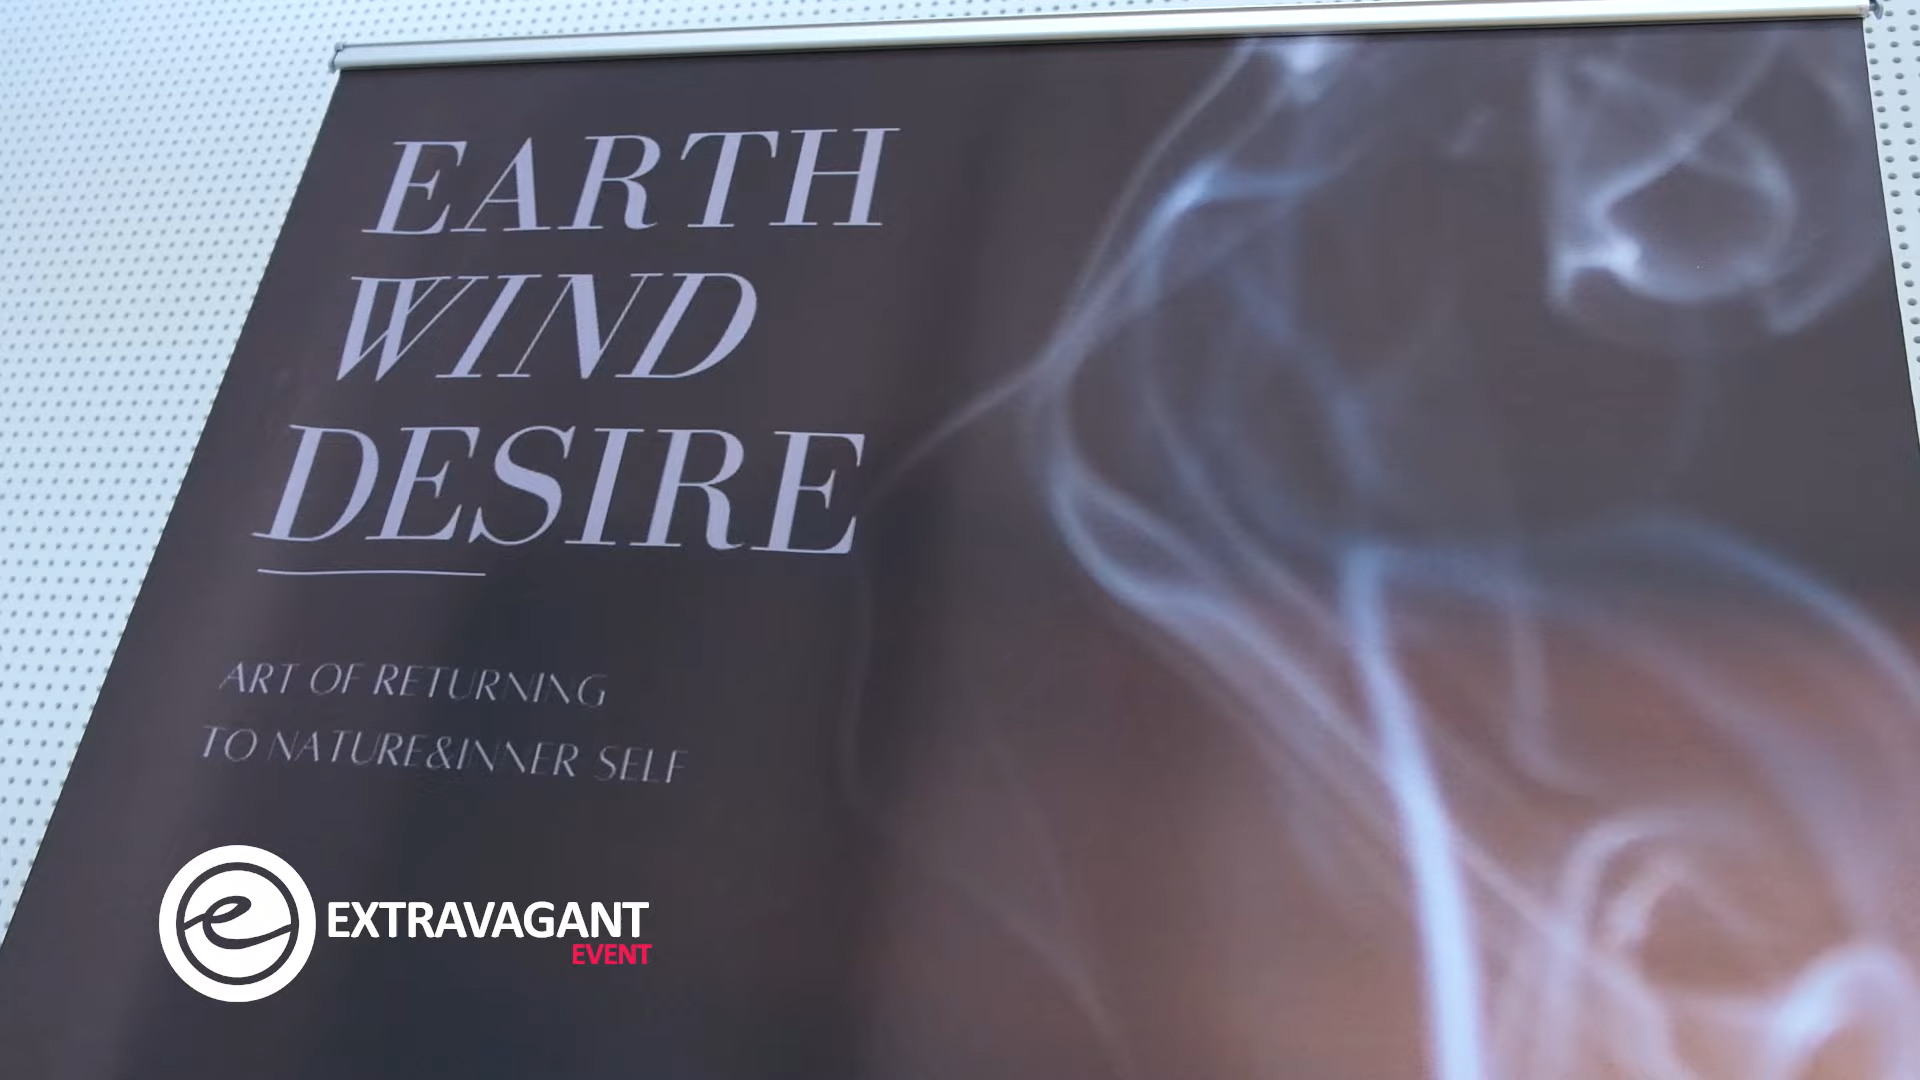 EARTH
WIND
DESIRE
ART OF RETURNING
TO NATURE&INNER SELF
e EXTRAVAGANT
EVENT